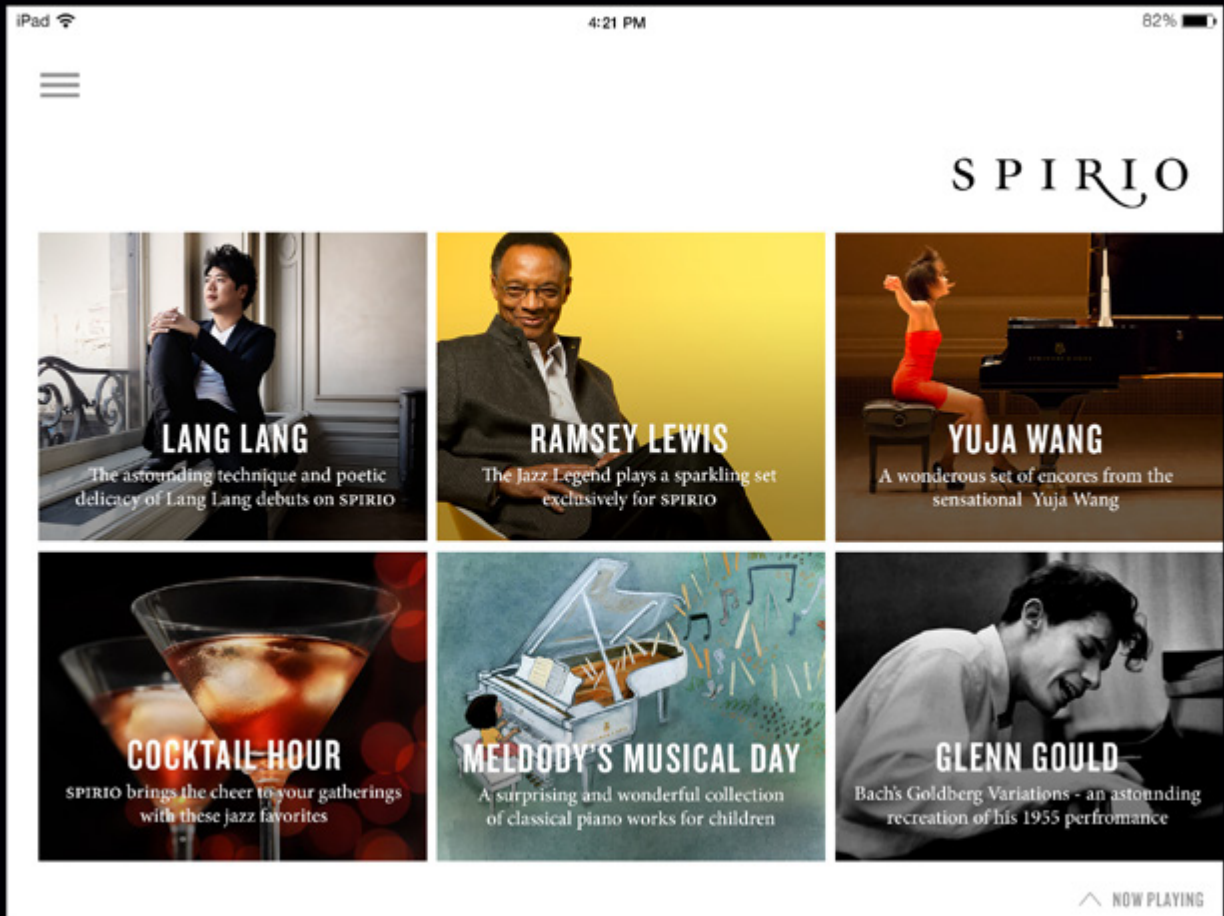 iPad 4:21 PM 82%
SPIRIO
LANG LANG
The astounding technique and poetic
delicacy of Lang Lang debuts on SPIRIO
RAMSEY LEWIS
The Jazz Legend plays a sparkling set
exclusively for SPIRIO
YUJA WANG
A wonderous set of encores from the
sensational Yuja Wang
COCKTAIL HOUR
SPIRIO brings the cheer to your gatherings
with these jazz favorites
MELDODY'S MUSICAL DAY
A surprising and wonderful collection
of classical piano works for children
GLENN GOULD
Bach's Goldberg Variations - an astounding
recreation of his 1955 perfromance
NOW PLAYING